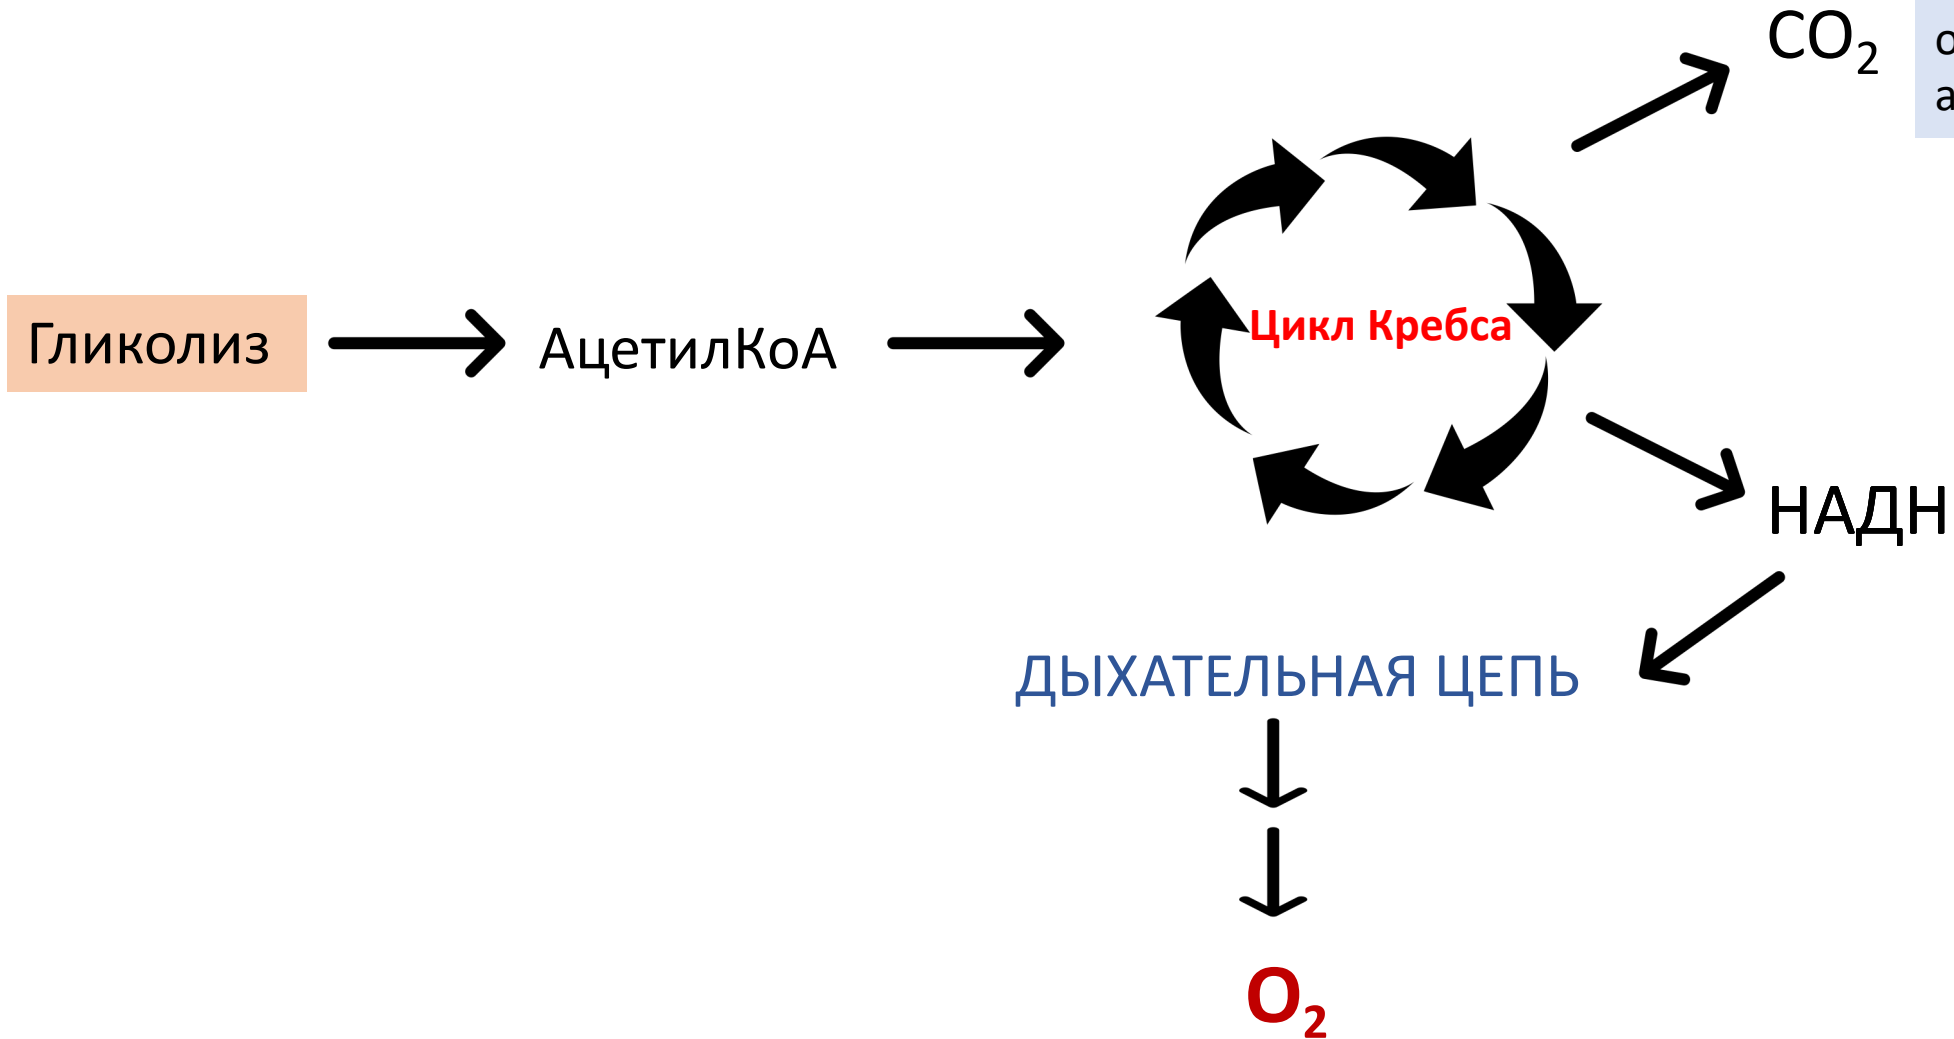 CO₂
Гликолиз
АцетилКоА
Цикл Кребса
НАДН
ДЫХАТЕЛЬНАЯ ЦЕПЬ
O₂